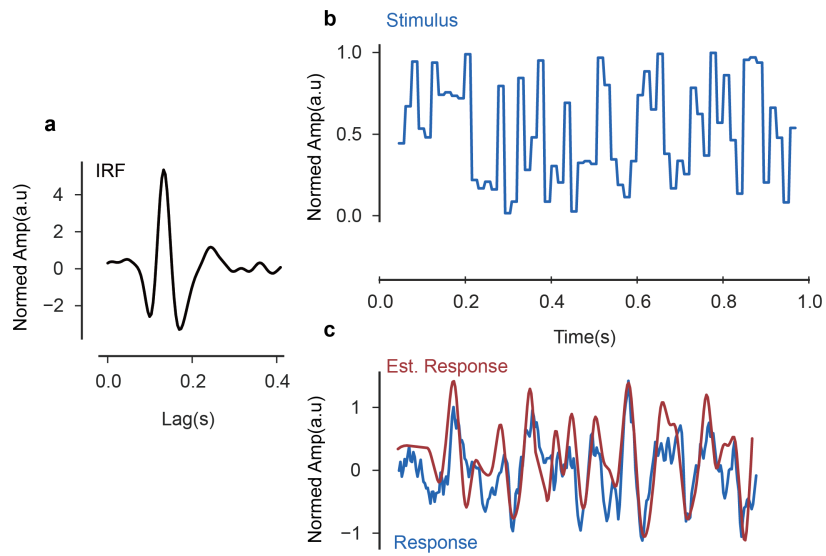 a
IRF
Normed Amp(a.u)
4
2
0
−2
0.0 0.2 0.4
Lag(s)
b
Stimulus
Normed Amp(a.u)
1.0
0.5
0.0
0.0 0.2 0.4 0.6 0.8 1.0
Time(s)
c
Est. Response
Normed Amp(a.u)
1
0
−1
Response